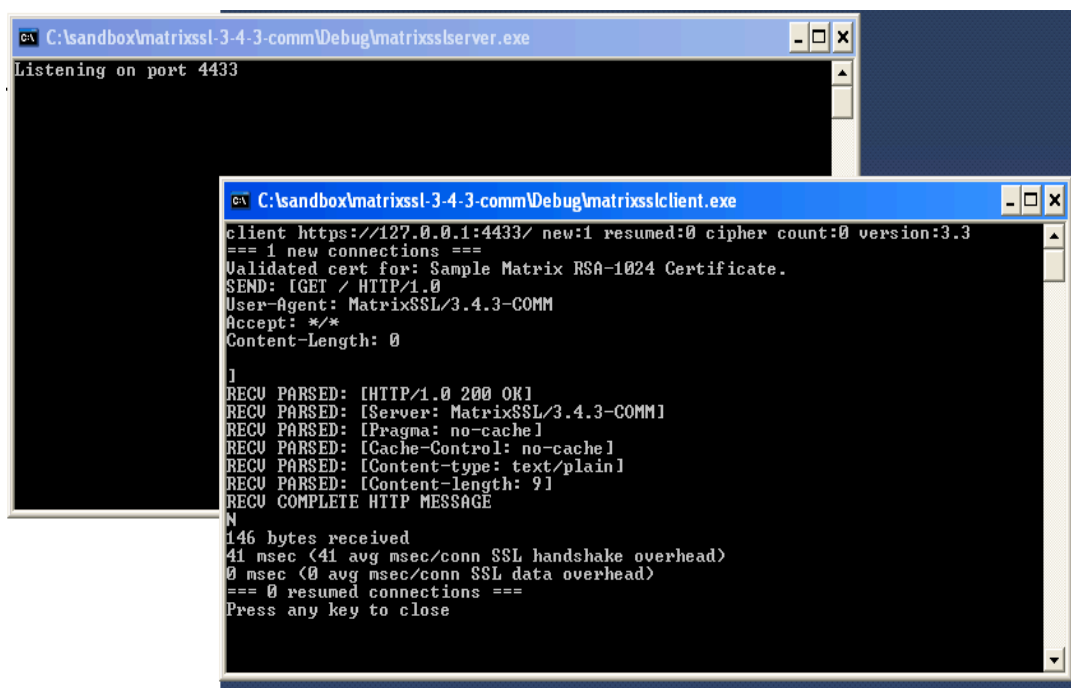 C:\sandbox\matrixssl-3-4-3-comm\Debug\matrixsslserver.exe
Listening on port 4433
C:\sandbox\matrixssl-3-4-3-comm\Debug\matrixsslclient.exe
client https://127.0.0.1:4433/ new:1 resumed:0 cipher count:0 version:3.3
=== 1 new connections ===
Validated cert for: Sample Matrix RSA-1024 Certificate.
SEND: [GET / HTTP/1.0
User-Agent: MatrixSSL/3.4.3-COMM
Accept: */*
Content-Length: 0
]
RECV PARSED: [HTTP/1.0 200 OK]
RECV PARSED: [Server: MatrixSSL/3.4.3-COMM]
RECV PARSED: [Pragma: no-cache]
RECV PARSED: [Cache-Control: no-cache]
RECV PARSED: [Content-type: text/plain]
RECV PARSED: [Content-length: 9]
RECV COMPLETE HTTP MESSAGE
N
146 bytes received
41 msec (41 avg msec/conn SSL handshake overhead)
0 msec (0 avg msec/conn SSL data overhead)
=== 0 resumed connections ===
Press any key to close